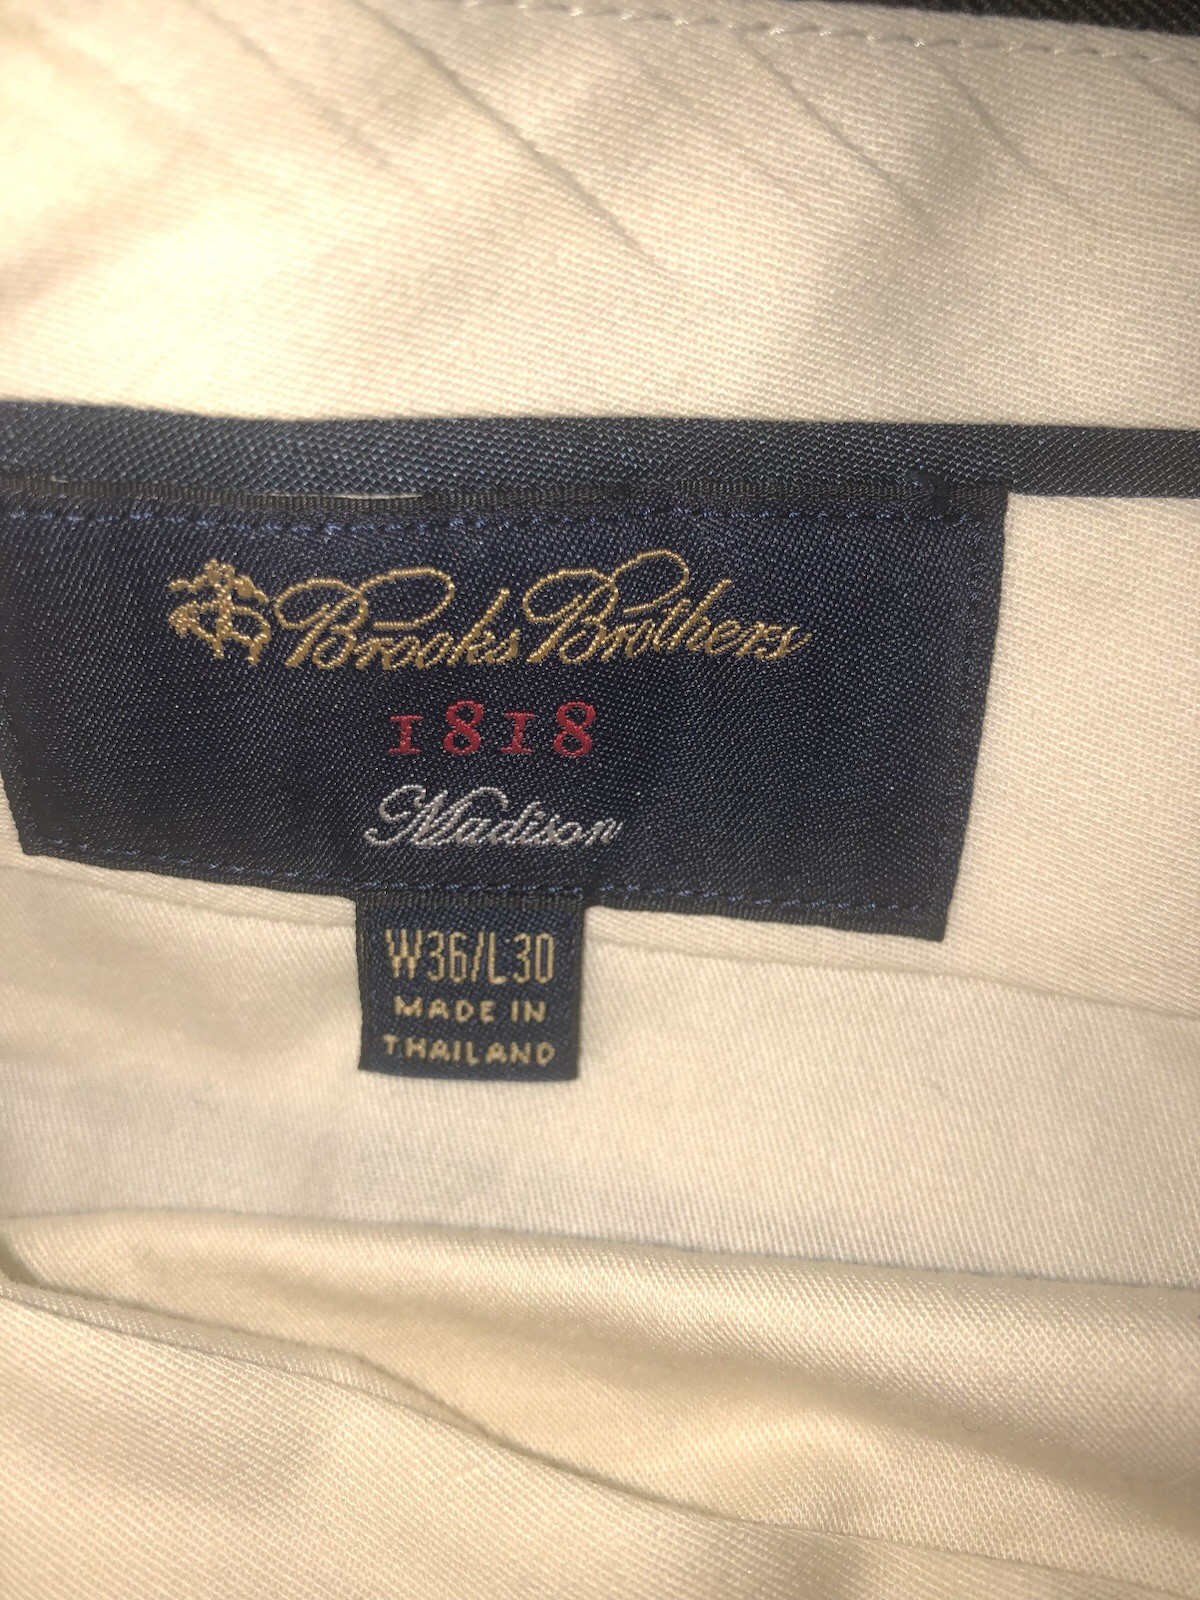 Brooks Brothers
1818
Madison
W36/L30
MADE IN
THAILAND